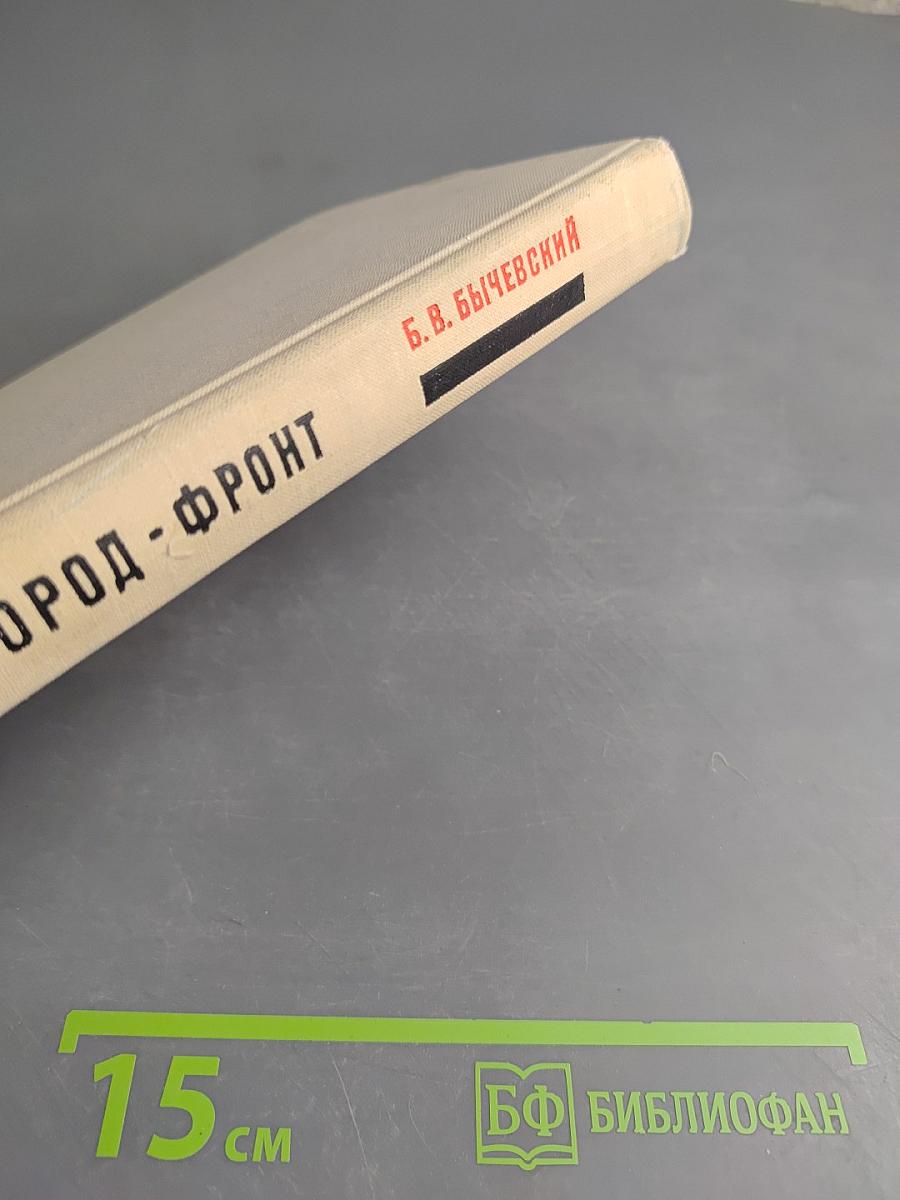 Б. В. БЫЧЕВСКИЙ
ОРОД - ФРОНТ
15 см
БФ БИБЛИОФАН